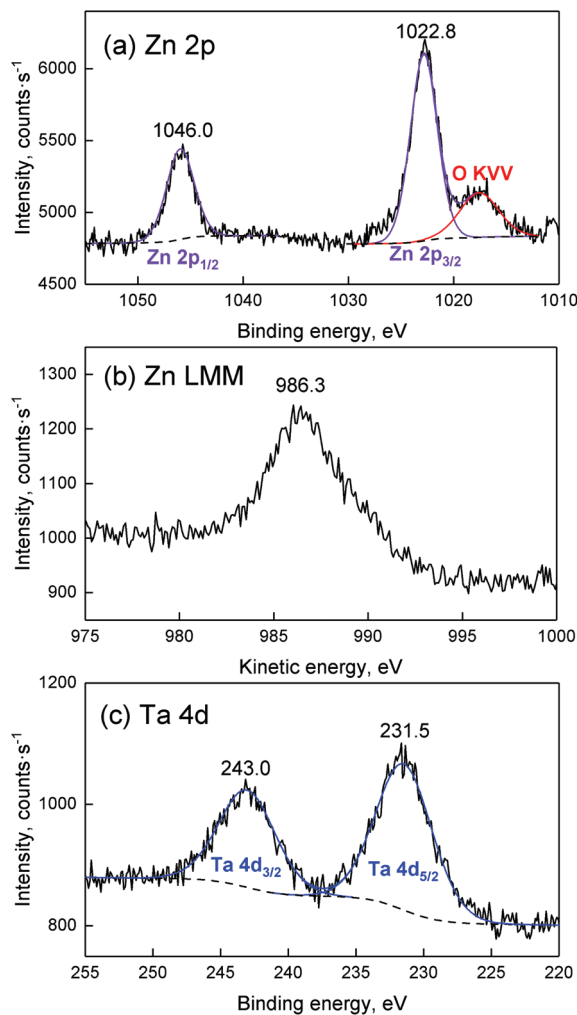 (a) Zn 2p
1022.8
6000
1046.0
5500
O KVV
5000
Zn 2p1/2
Zn 2p3/2
4500
1050 1040 1030 1020 1010
Intensity, counts·s-1
Binding energy, eV
1300
(b) Zn LMM
986.3
1200
1100
1000
900
975 980 985 990 995 1000
Intensity, counts·s-1
Kinetic energy, eV
1200
(c) Ta 4d
231.5
243.0
1000
Ta 4d3/2
Ta 4d5/2
800
255 250 245 240 235 230 225 220
Intensity, counts·s-1
Binding energy, eV